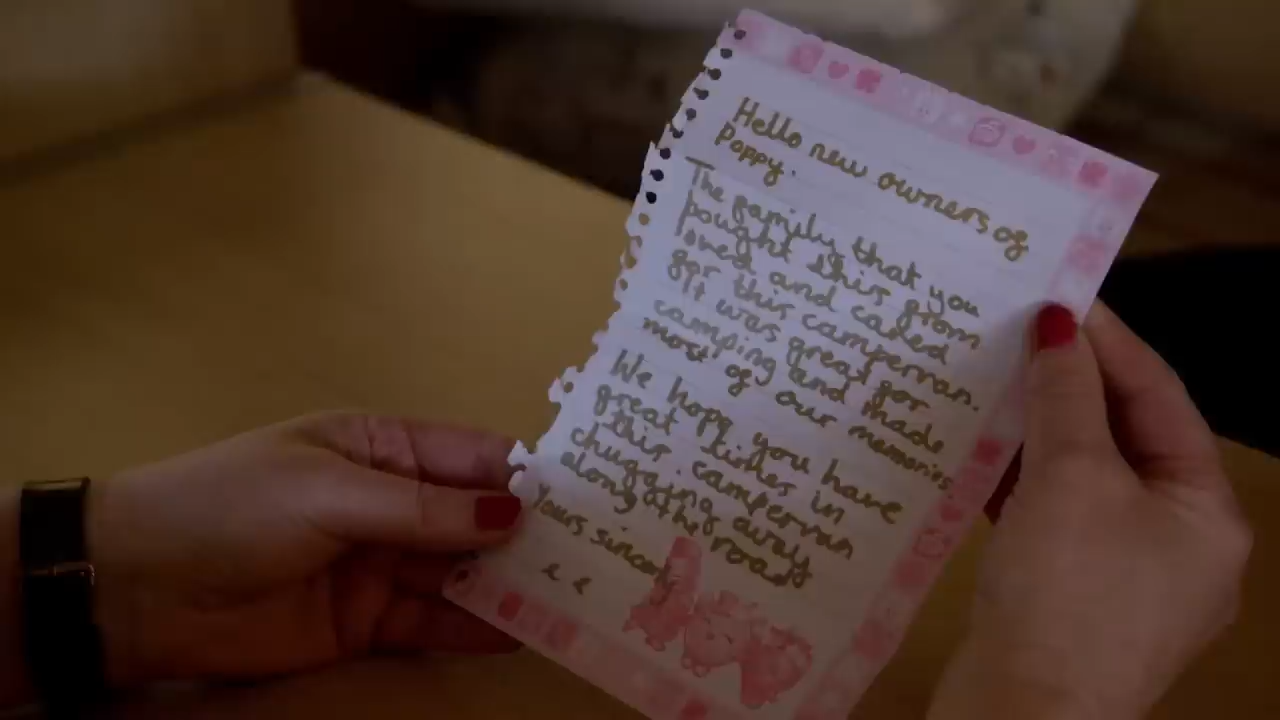 Hello new owners of
Poppy.
The family that you
bought this from
loved and cared
for this campervan.
It was great for
camping and made
most of our memories
We hope you have
great times in
this campervan
chugging away
along the road
Yours sincerely